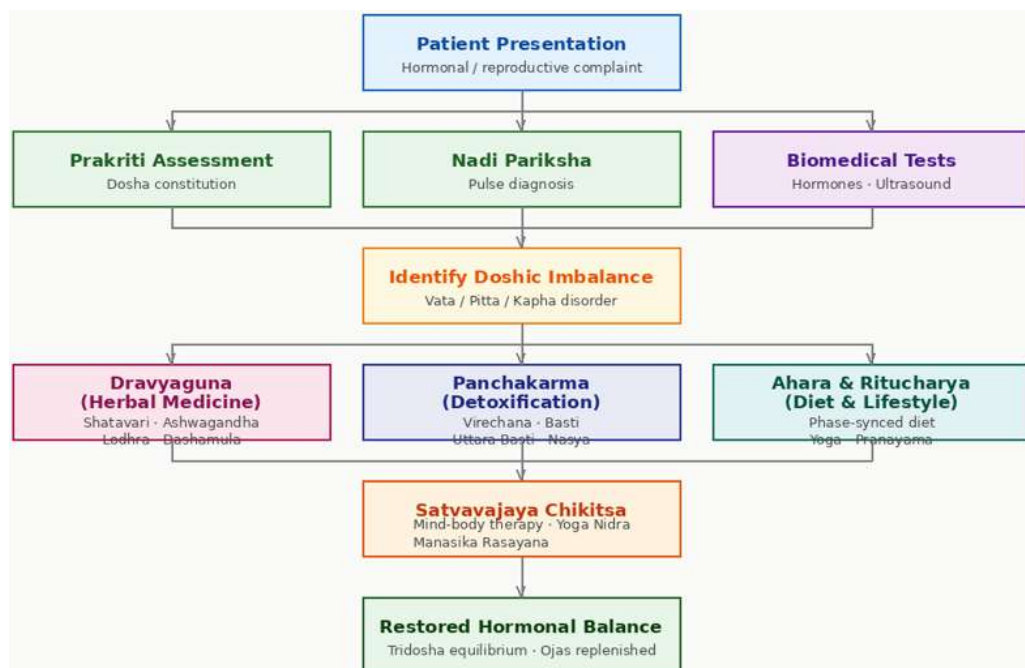 Patient Presentation
Hormonal / reproductive complaint
Prakriti Assessment
Dosha constitution
Nadi Pariksha
Pulse diagnosis
Biomedical Tests
Hormones · Ultrasound
Identify Doshic Imbalance
Vata / Pitta / Kapha disorder
Dravyaguna
(Herbal Medicine)
Shatavari · Ashwagandha
Lodhra · Dashamula
Panchakarma
(Detoxification)
Virechana · Basti
Uttara Basti · Nasya
Ahara & Ritucharya
(Diet & Lifestyle)
Phase-synced diet
Yoga · Pranayama
Satvavajaya Chikitsa
Mind-body therapy · Yoga Nidra
Manasika Rasayana
Restored Hormonal Balance
Tridosha equilibrium · Ojas replenished